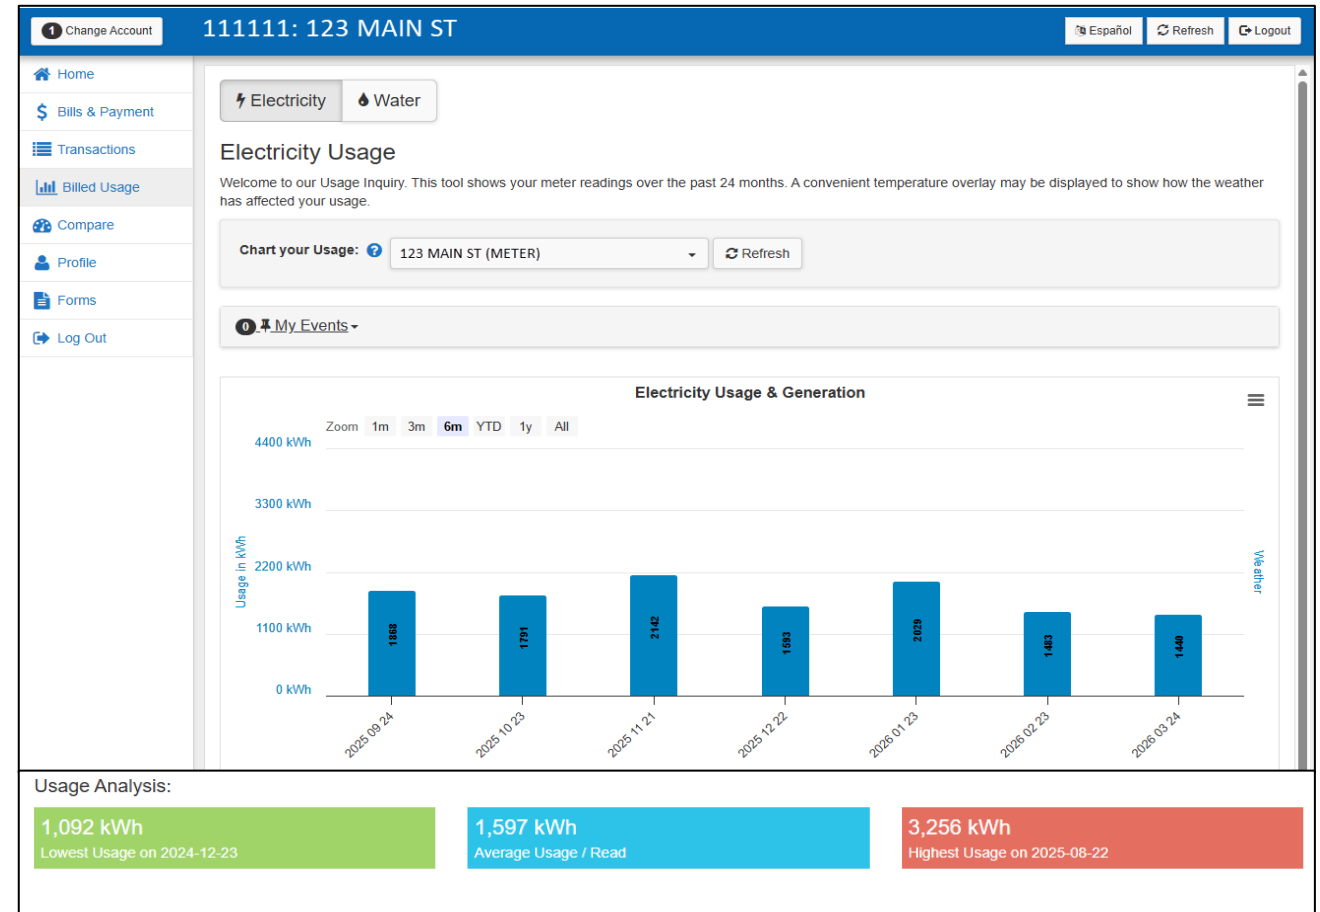 1 Change Account
111111: 123 MAIN ST
Español
Refresh
Logout
Home
Bills & Payment
Transactions
Billed Usage
Compare
Profile
Forms
Log Out
Electricity
Water
Electricity Usage
Welcome to our Usage Inquiry. This tool shows your meter readings over the past 24 months. A convenient temperature overlay may be displayed to show how the weather
has affected your usage.
Chart your Usage: ?
123 MAIN ST (METER)
Refresh
0 My Events
Electricity Usage & Generation
Zoom 1m 3m 6m YTD 1y All
4400 kWh
3300 kWh
2200 kWh
1100 kWh
0 kWh
Usage in kWh
Weather
1868
1791
2142
1593
2029
1483
1440
2025 09 24
2025 10 23
2025 11 21
2025 12 22
2026 01 23
2026 02 23
2026 03 24
Usage Analysis:
1,092 kWh
Lowest Usage on 2024-12-23
1,597 kWh
Average Usage / Read
3,256 kWh
Highest Usage on 2025-08-22